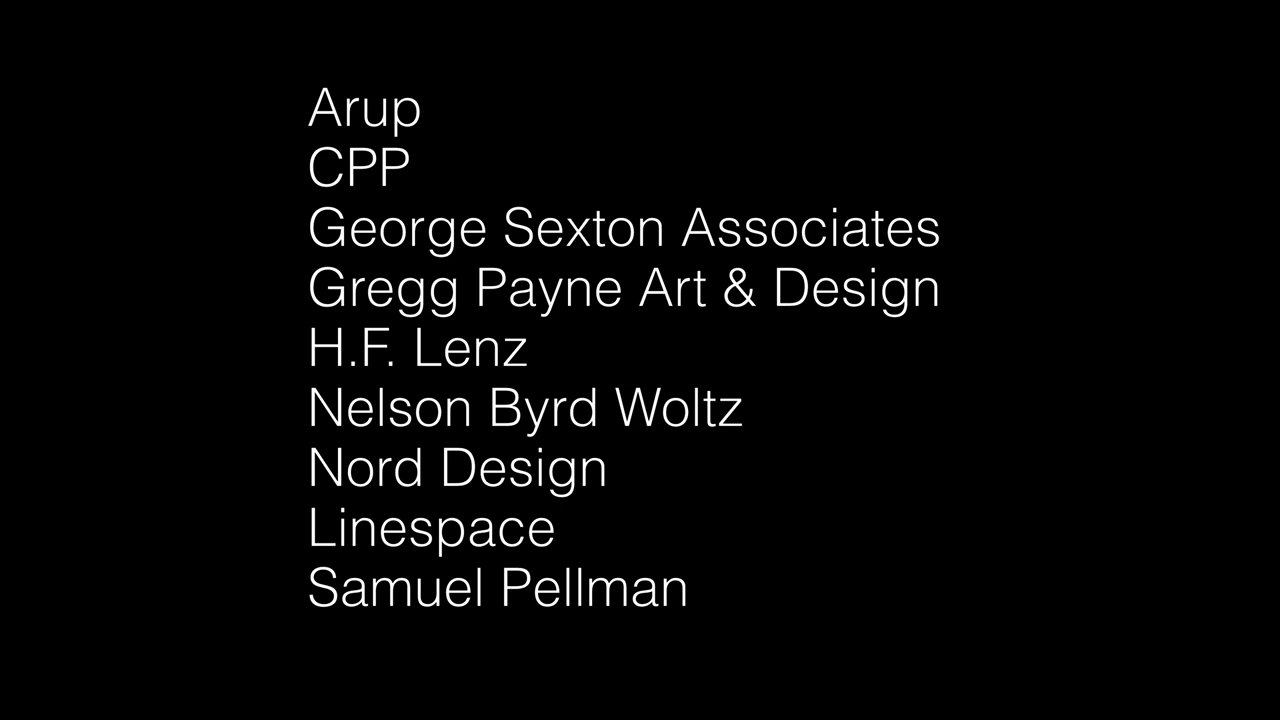 Arup
CPP
George Sexton Associates
Gregg Payne Art & Design
H.F. Lenz
Nelson Byrd Woltz
Nord Design
Linespace
Samuel Pellman